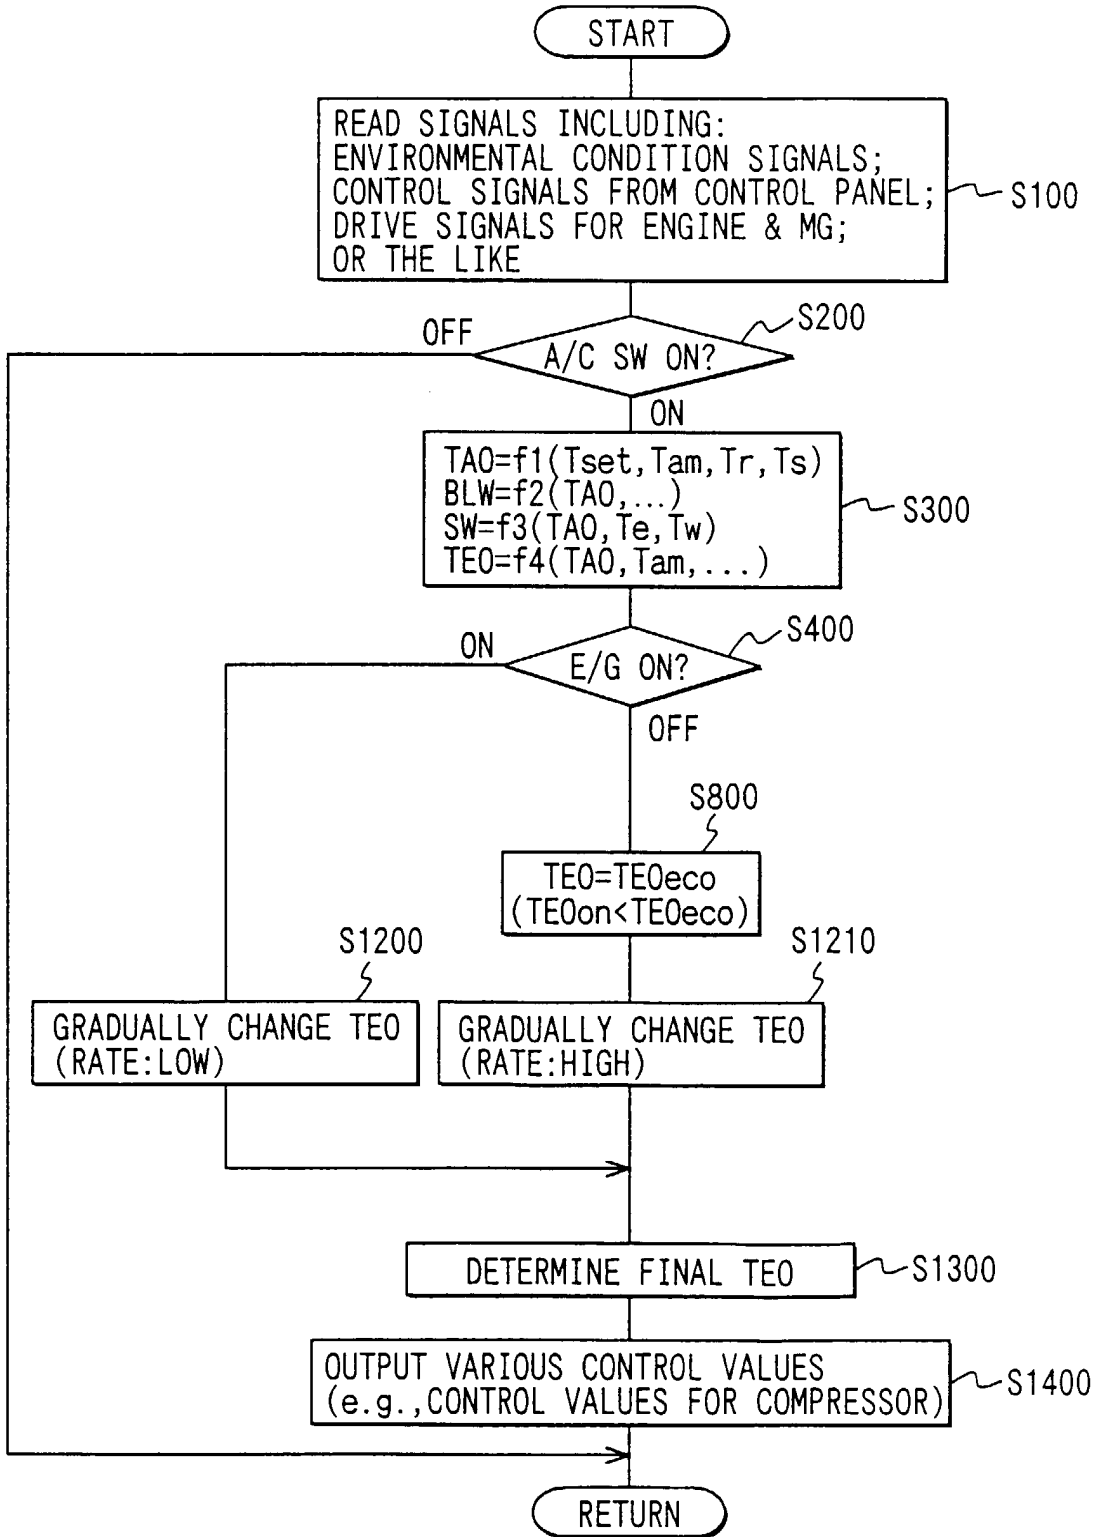 START
READ SIGNALS INCLUDING:
ENVIRONMENTAL CONDITION SIGNALS;
CONTROL SIGNALS FROM CONTROL PANEL;
DRIVE SIGNALS FOR ENGINE & MG;
OR THE LIKE
S100
S200
OFF
A/C SW ON?
ON
TAO=f1(Tset,Tam,Tr,Ts)
BLW=f2(TAO,...)
SW=f3(TAO,Te,Tw)
TEO=f4(TAO,Tam,...)
S300
S400
ON
E/G ON?
OFF
S800
TEO=TEOeco
(TEOon<TEOeco)
S1200
S1210
GRADUALLY CHANGE TEO
(RATE:LOW)
GRADUALLY CHANGE TEO
(RATE:HIGH)
DETERMINE FINAL TEO
S1300
OUTPUT VARIOUS CONTROL VALUES
(e.g.,CONTROL VALUES FOR COMPRESSOR)
S1400
RETURN